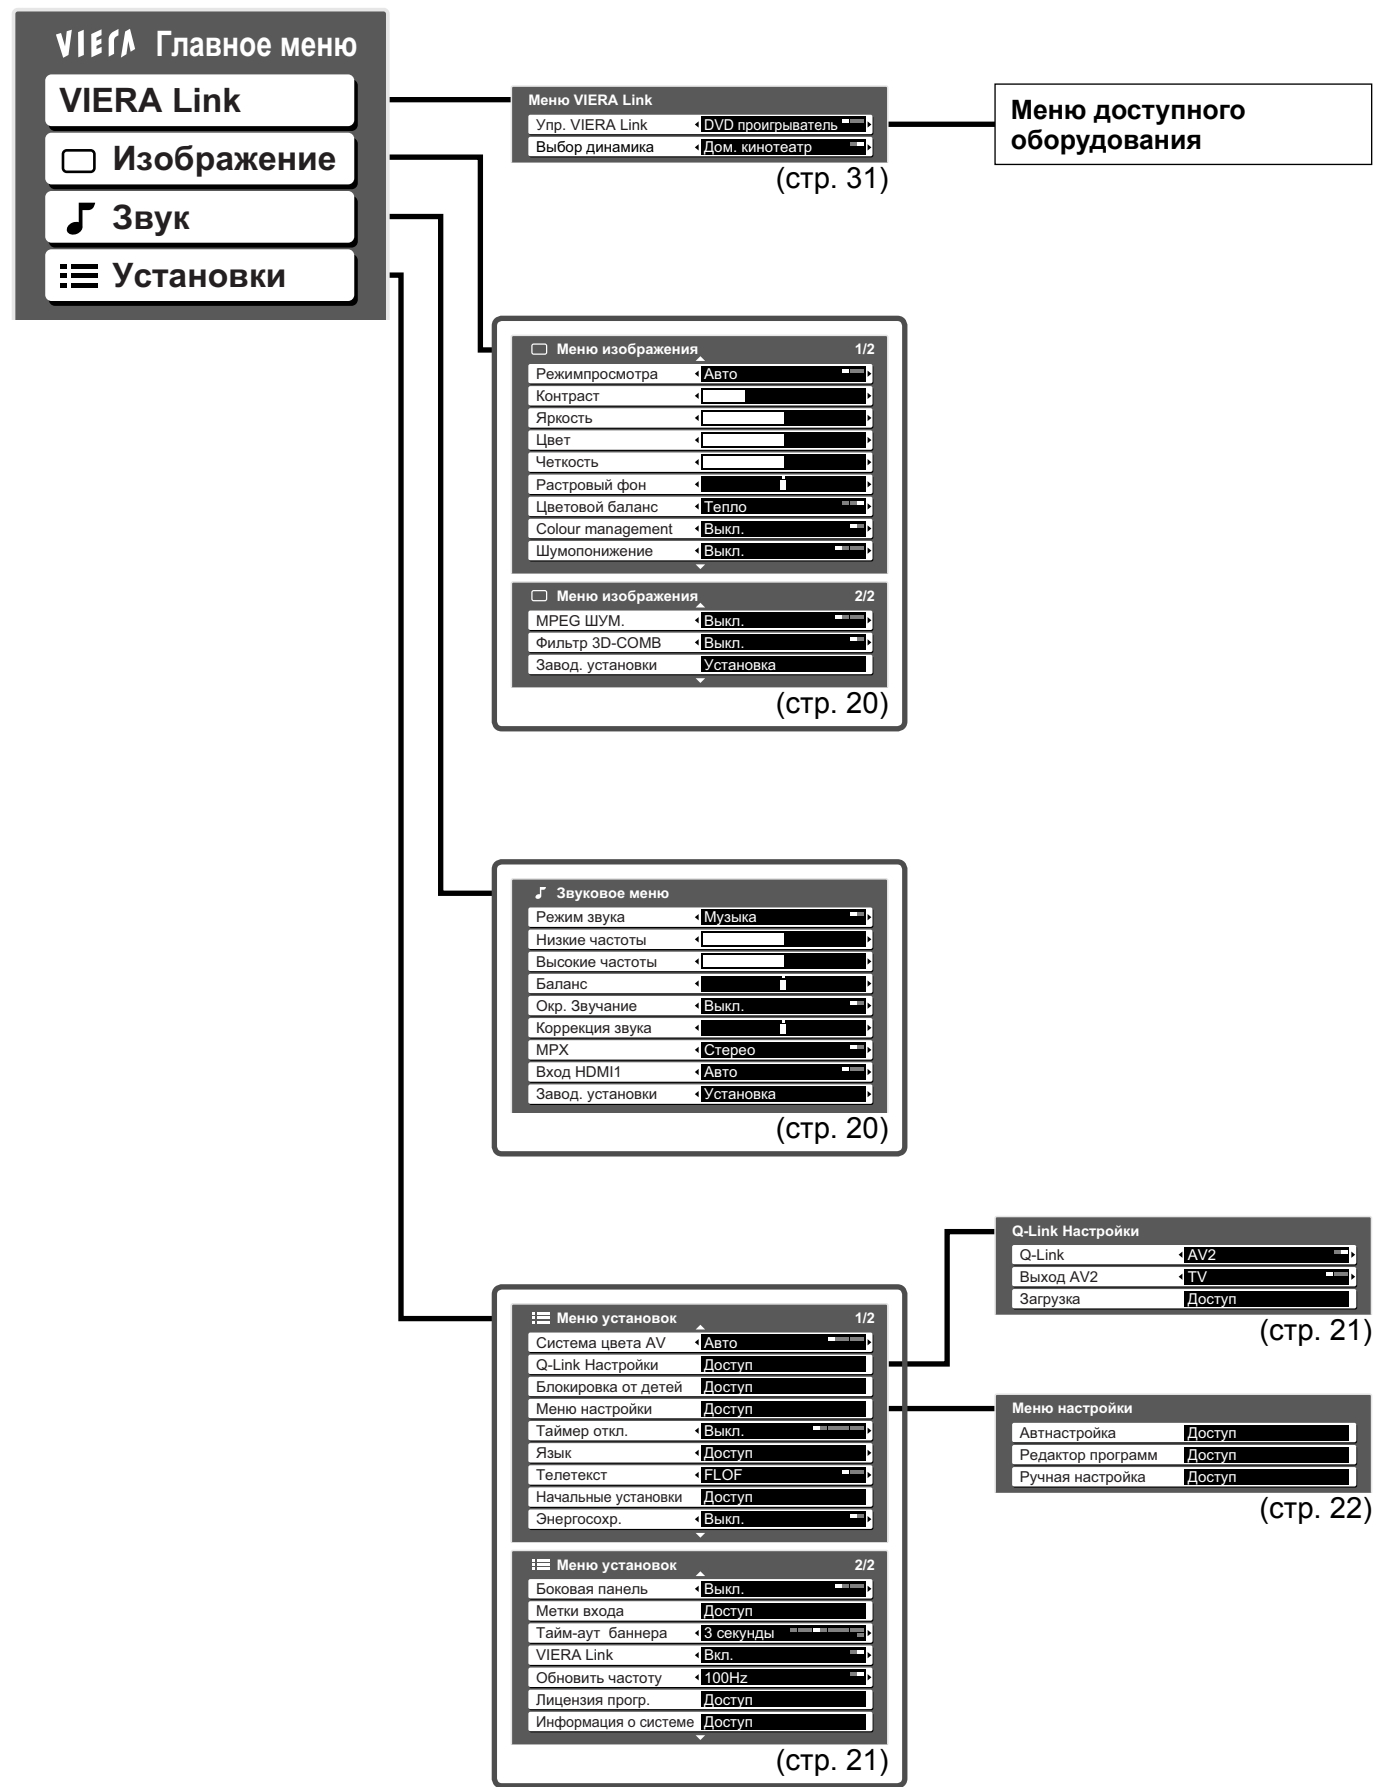 VIERA Главное меню
VIERA Link
Изображение
Звук
Установки
Меню VIERA Link
Упр. VIERA Link DVD проигрыватель
Выбор динамика Дом. кинотеатр
(стр. 31)
Меню доступного
оборудования
Меню изображения 1/2
Режимпросмотра Авто
Контраст
Яркость
Цвет
Четкость
Растровый фон
Цветовой баланс Тепло
Colour management Выкл.
Шумопонижение Выкл.
Меню изображения 2/2
MPEG ШУМ. Выкл.
Фильтр 3D-COMB Выкл.
Завод. установки Установка
(стр. 20)
Звуковое меню
Режим звука Музыка
Низкие частоты
Высокие частоты
Баланс
Окр. Звучание Выкл.
Коррекция звука
MPX Стерео
Вход HDMI1 Авто
Завод. установки Установка
(стр. 20)
Q-Link Настройки
Q-Link AV2
Выход AV2 TV
Загрузка Доступ
(стр. 21)
Меню установок 1/2
Система цвета AV Авто
Q-Link Настройки Доступ
Блокировка от детей Доступ
Меню настройки Доступ
Таймер откл. Выкл.
Язык Доступ
Телетекст FLOF
Начальные установки Доступ
Энергосохр. Выкл.
Меню настройки
Автнастройка Доступ
Редактор программ Доступ
Ручная настройка Доступ
(стр. 22)
Меню установок 2/2
Боковая панель Выкл.
Метки входа Доступ
Тайм-аут баннера 3 секунды
VIERA Link Вкл.
Обновить частоту 100Hz
Лицензия прогр. Доступ
Информация о системе Доступ
(стр. 21)